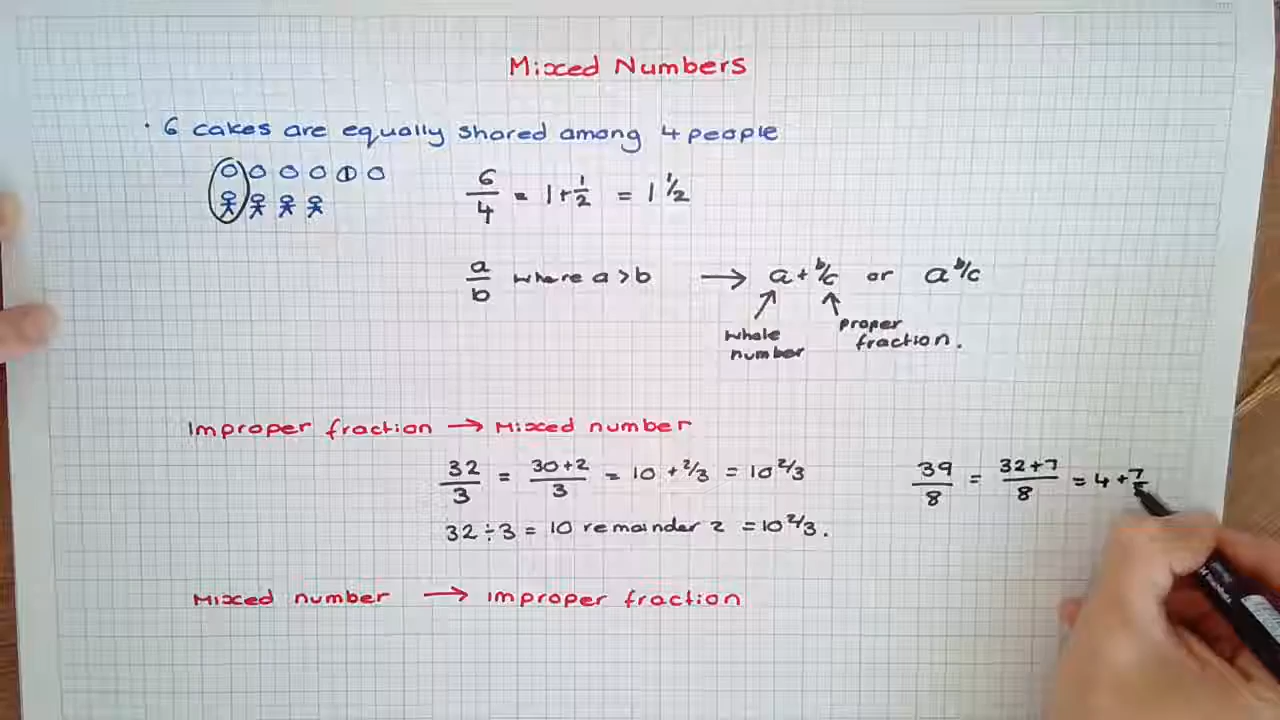 Mixed Numbers
· 6 cakes are equally shared among 4 people
6/4 = 1 + 1/2 = 1 1/2
a/b where a > b → a + b/c or a b/c
whole number
proper fraction.
Improper fraction → Mixed number
32/3 = 30+2/3 = 10 + 2/3 = 10 2/3
39/8 = 32+7/8 = 4 + 7/
32 ÷ 3 = 10 remainder 2 = 10 2/3.
Mixed number → improper fraction